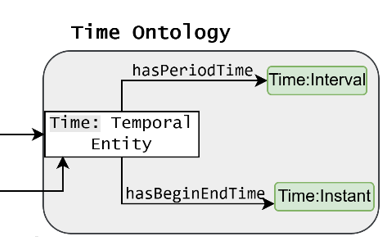 Time Ontology
hasPeriodTime
Time:Interval
Time: Temporal
Entity
hasBeginEndTime
Time:Instant